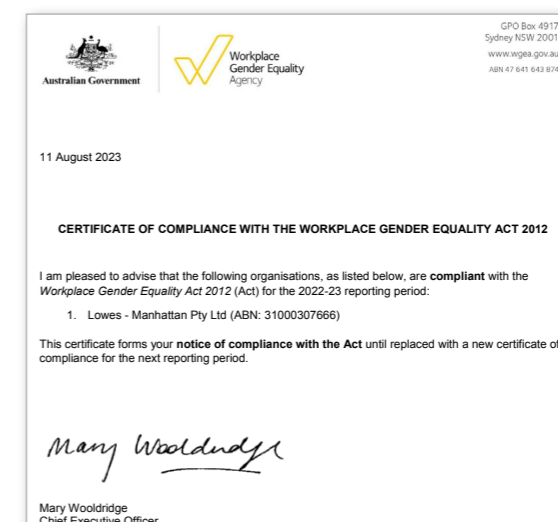 Australian Government
Workplace
Gender Equality
Agency
GPO Box 4917
Sydney NSW 2001
www.wgea.gov.au
ABN 47 641 643 874
11 August 2023
CERTIFICATE OF COMPLIANCE WITH THE WORKPLACE GENDER EQUALITY ACT 2012
I am pleased to advise that the following organisations, as listed below, are compliant with the
Workplace Gender Equality Act 2012 (Act) for the 2022-23 reporting period:
1. Lowes - Manhattan Pty Ltd (ABN: 31000307666)
This certificate forms your notice of compliance with the Act until replaced with a new certificate of
compliance for the next reporting period.
Mary Wooldridge
Mary Wooldridge
Chief Executive Officer